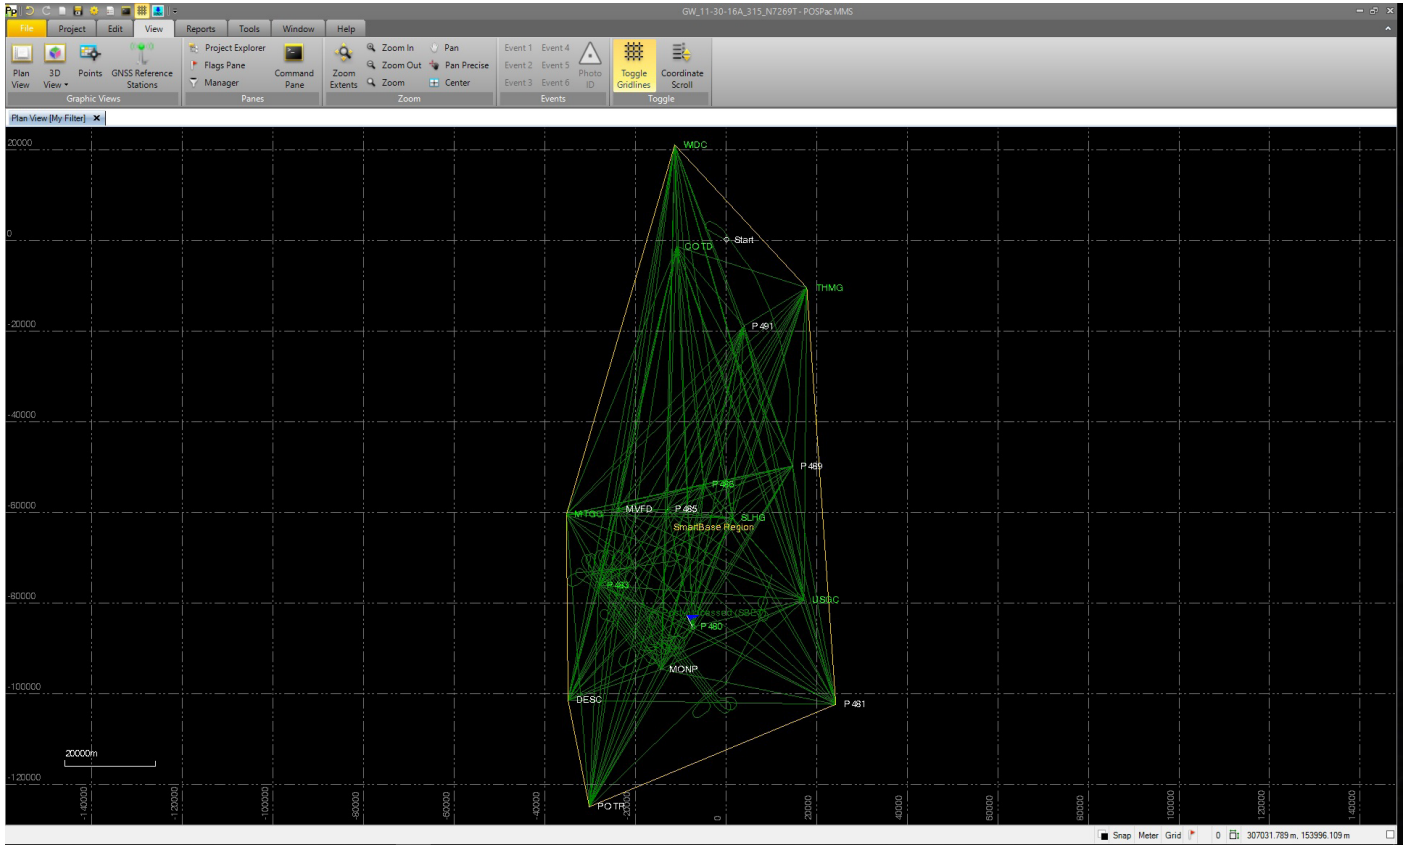 GW_11-30-16A_315_N7269T - POSPac MMS
File Project Edit View Reports Tools Window Help
Plan View
3D View
Points
GNSS Reference Stations
Graphic Views
Project Explorer
Flags Pane
Manager
Command Pane
Panes
Zoom Extents
Zoom In
Zoom Out
Zoom
Pan
Pan Precise
Center
Zoom
Event 1 Event 4
Event 2 Event 5
Event 3 Event 6
Photo ID
Events
Toggle Gridlines
Coordinate Scroll
Toggle
Plan View [My Filter]
20000
WIDC
0
Start
COTD
THMG
-20000
P491
-40000
P489
P486
-60000
MTGG
MVFD
P485
SLHG
SmartBase Region
P483
-80000
USGC
P480
MONP
-100000
DESC
P481
20000m
-120000
POTR
-140000
-120000
-100000
-80000
-60000
-40000
-20000
0
20000
40000
60000
80000
100000
120000
140000
Snap Meter Grid 0 307031.789 m, 153996.109 m